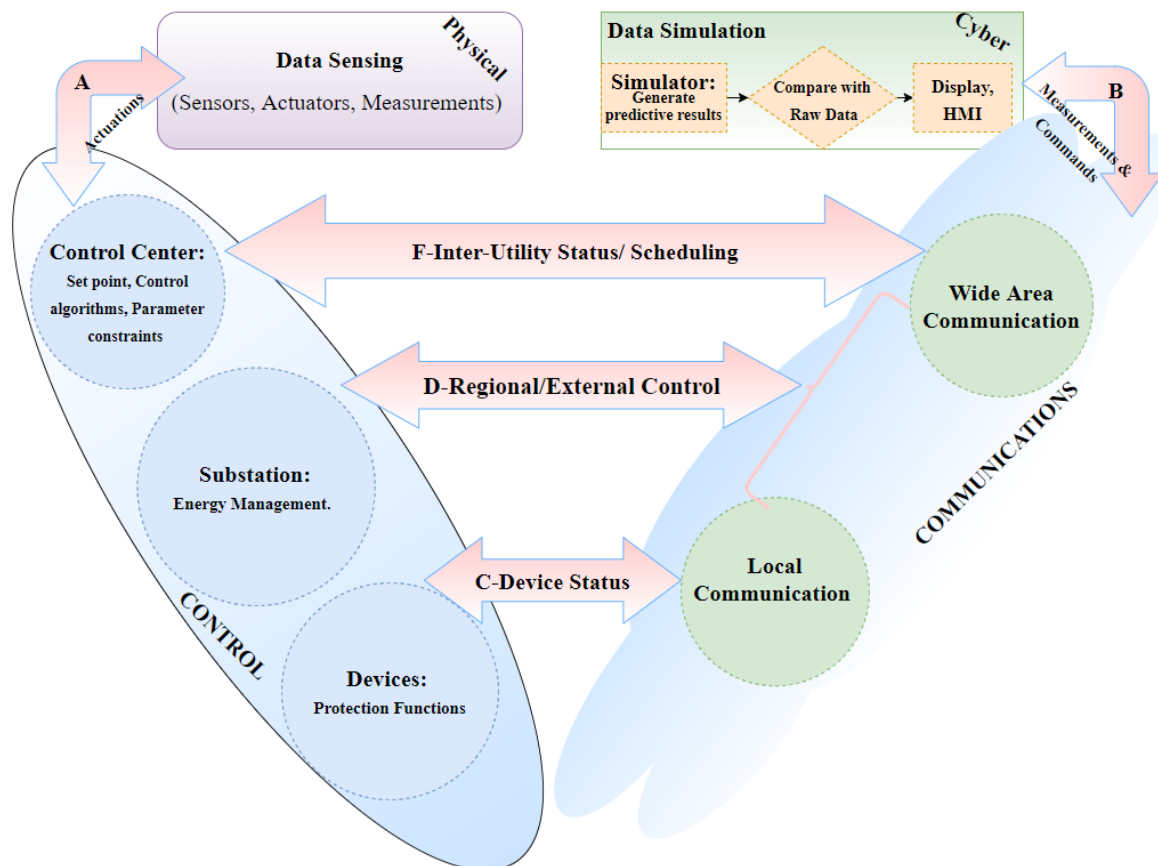 A
Actuations
Data Sensing
(Sensors, Actuators, Measurements)
Physical
Data Simulation
Cyber
Simulator:
Generate
predictive results
Compare with
Raw Data
Display,
HMI
B
Measurements &
Commands
Control Center:
Set point, Control
algorithms, Parameter
constraints
F-Inter-Utility Status/ Scheduling
Wide Area
Communication
D-Regional/External Control
Substation:
Energy Management.
COMMUNICATIONS
C-Device Status
Local
Communication
CONTROL
Devices:
Protection Functions